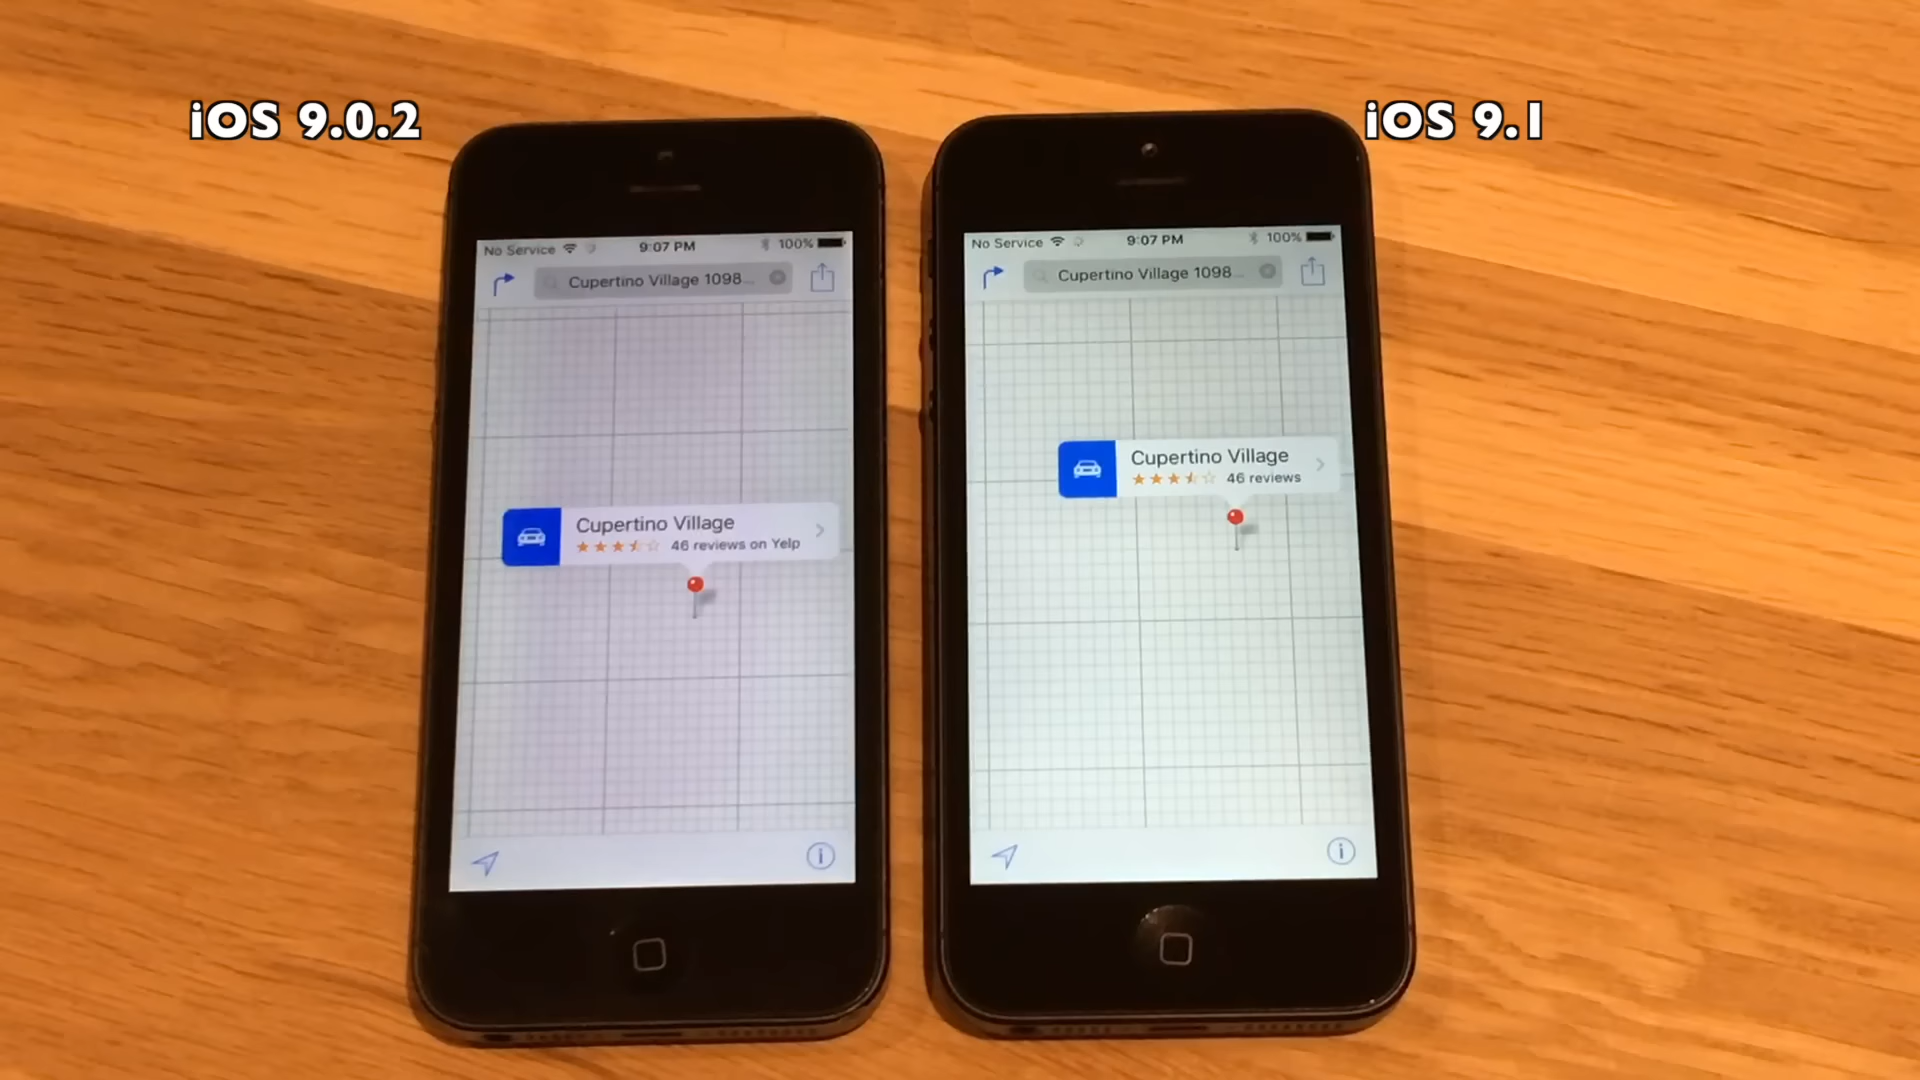 iOS 9.0.2
iOS 9.1
No Service 9:07 PM 100%
Cupertino Village 1098...
Cupertino Village
46 reviews on Yelp
No Service 9:07 PM 100%
Cupertino Village 1098...
Cupertino Village
46 reviews